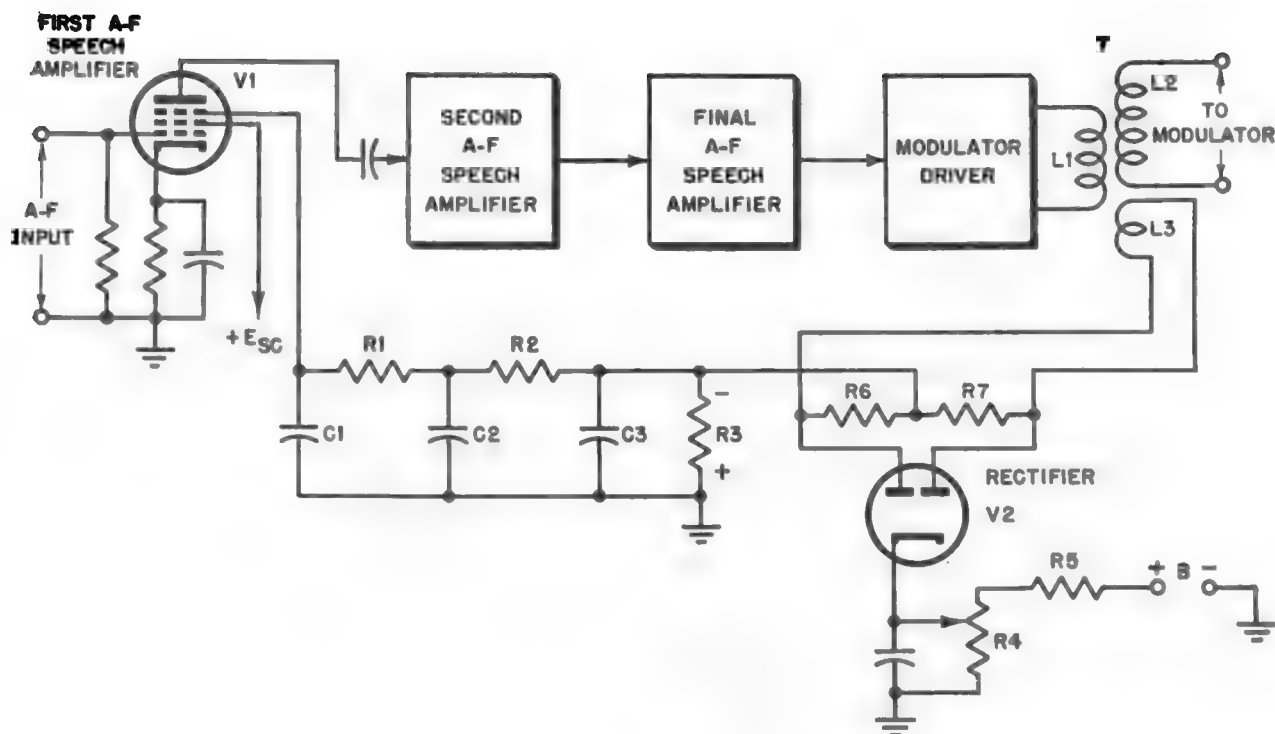 FIRST A-F
SPEECH
AMPLIFIER
V1
A-F
INPUT
+ESG
SECOND
A-F
SPEECH
AMPLIFIER
FINAL
A-F
SPEECH
AMPLIFIER
MODULATOR
DRIVER
T
L1
L2
L3
TO
MODULATOR
R1
R2
C1
C2
C3
-
R3
+
R6
R7
RECTIFIER
V2
R5
+ B -
R4